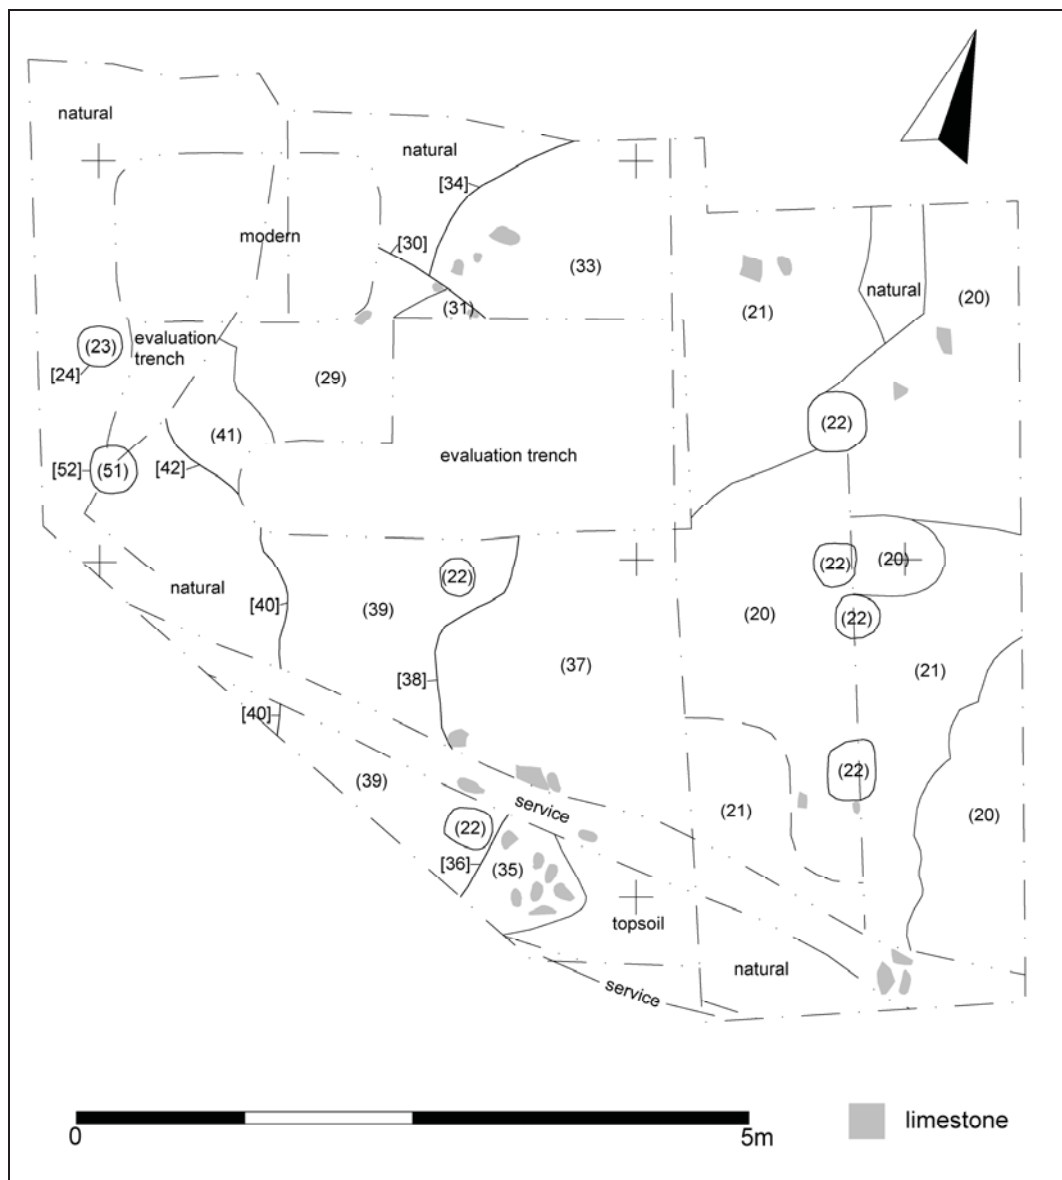 natural
natural
[34]
modern
[30]
(33)
natural
(20)
(31)
(21)
(23)
evaluation
trench
[24]
(29)
(22)
(41)
evaluation trench
[52]
(51)
[42]
(22)
(20)
(22)
natural
[40]
(39)
(20)
(22)
(37)
(21)
[38]
[40]
(39)
(22)
service
(21)
(20)
(22)
[36]
(35)
topsoil
natural
service
0
5m
limestone